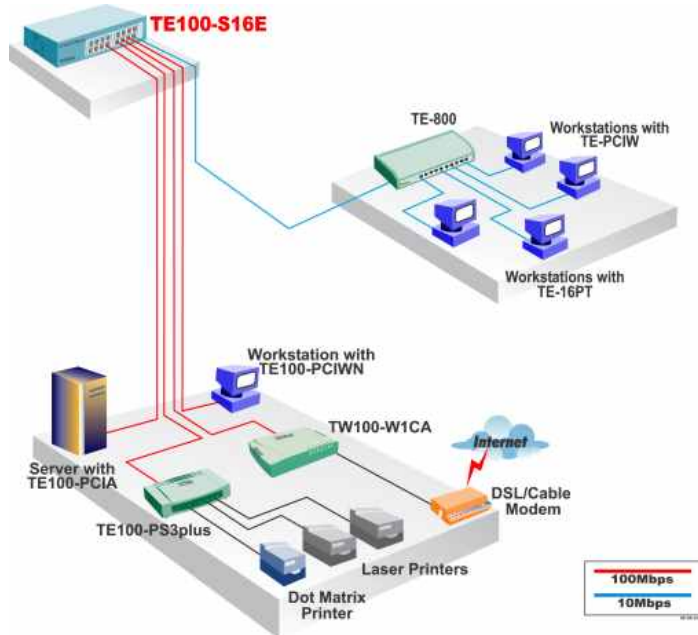 TE100-S16E
TE-800
Workstations with
TE-PCIW
Workstations with
TE-16PT
Workstation with
TE100-PCIWN
TW100-W1CA
Internet
Server with
TE100-PCIA
DSL/Cable
Modem
TE100-PS3plus
Laser Printers
Dot Matrix
Printer
100Mbps
10Mbps